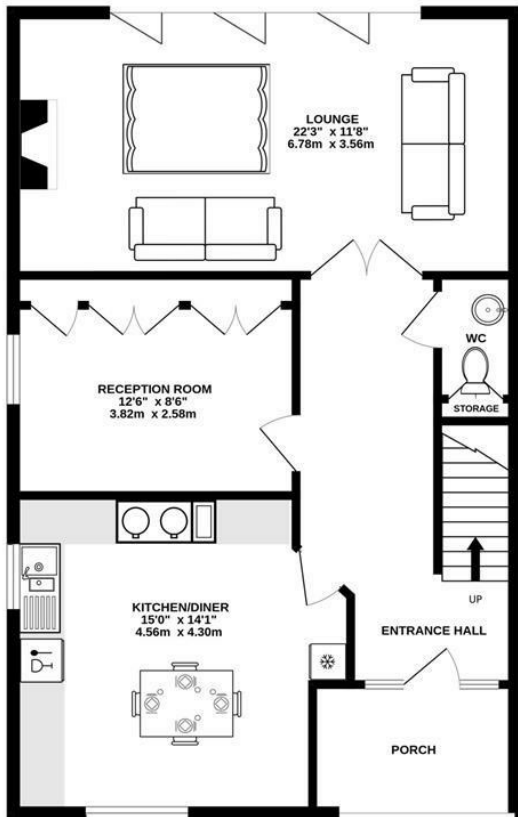 LOUNGE
22'3" x 11'8"
6.78m x 3.56m
WC
STORAGE
RECEPTION ROOM
12'6" x 8'6"
3.82m x 2.58m
KITCHEN/DINER
15'0" x 14'1"
4.56m x 4.30m
UP
ENTRANCE HALL
PORCH